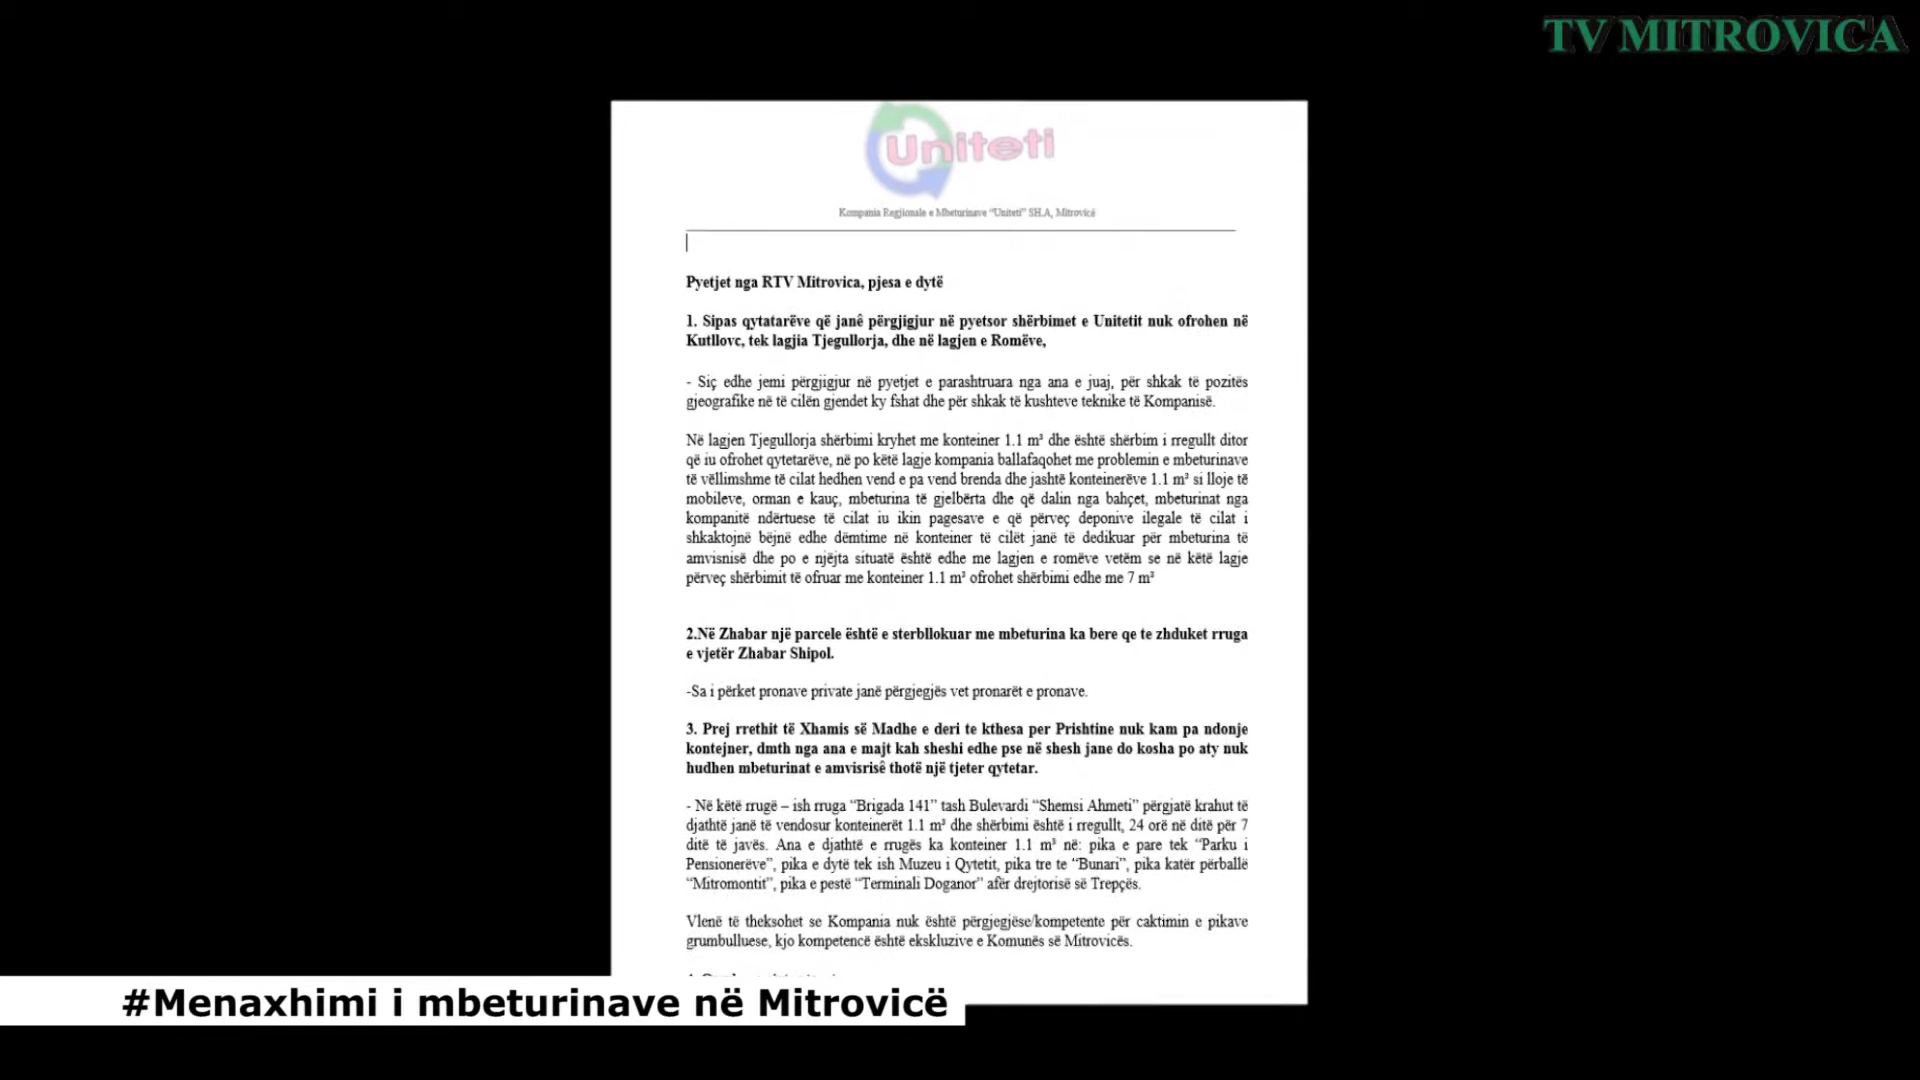 TV MITROVICA
Uniteti
Kompania Regjionale e Mbeturinave “Uniteti” SH.A, Mitrovicë
Pyetjet nga RTV Mitrovica, pjesa e dytë
1. Sipas qytatarëve që janë përgjigjur në pyetsor shërbimet e Unitetit nuk ofrohen në
Kutllovc, tek lagjia Tjegullorja, dhe në lagjen e Romëve,
- Siç edhe jemi përgjigjur në pyetjet e parashtruara nga ana e juaj, për shkak të pozitës
gjeografike në të cilën gjendet ky fshat dhe për shkak të kushteve teknike të Kompanisë.
Në lagjen Tjegullorja shërbimi kryhet me konteiner 1.1 m³ dhe është shërbim i rregullt ditor
që iu ofrohet qytetarëve, në po këtë lagje kompania ballafaqohet me problemin e mbeturinave
të vëllimshme të cilat hedhen vend e pa vend brenda dhe jashtë konteinerëve 1.1 m³ si lloje të
mobileve, orman e kauç, mbeturina të gjelbërta dhe që dalin nga bahçet, mbeturinat nga
kompanitë ndërtuese të cilat iu ikin pagesave e që përveç deponive ilegale të cilat i
shkaktojnë bëjnë edhe dëmtime në konteiner të cilët janë të dedikuar për mbeturina të
amvisnisë dhe po e njëjta situatë është edhe me lagjen e romëve vetëm se në këtë lagje
përveç shërbimit të ofruar me konteiner 1.1 m³ ofrohet shërbimi edhe me 7 m³
2.Në Zhabar një parcele është e sterbllokuar me mbeturina ka bere qe te zhduket rruga
e vjetër Zhabar Shipol.
-Sa i përket pronave private janë përgjegjës vet pronarët e pronave.
3. Prej rrethit të Xhamis së Madhe e deri te kthesa per Prishtine nuk kam pa ndonje
kontejner, dmth nga ana e majt kah sheshi edhe pse në shesh jane do kosha po aty nuk
hudhen mbeturinat e amvisrisë thotë një tjeter qytetar.
- Në këtë rrugë – ish rruga “Brigada 141” tash Bulevardi “Shemsi Ahmeti” përgjatë krahut të
djathtë janë të vendosur konteinerët 1.1 m³ dhe shërbimi është i rregullt, 24 orë në ditë për 7
ditë të javës. Ana e djathtë e rrugës ka konteiner 1.1 m³ në: pika e pare tek “Parku i
Pensionerëve”, pika e dytë tek ish Muzeu i Qytetit, pika tre te “Bunari”, pika katër përballë
“Mitromontit”, pika e pestë “Terminali Doganor” afër drejtorisë së Trepçës.
Vlenë të theksohet se Kompania nuk është përgjegjëse/kompetente për caktimin e pikave
grumbulluese, kjo kompetencë është ekskluzive e Komunës së Mitrovicës.
#Menaxhimi i mbeturinave në Mitrovicë